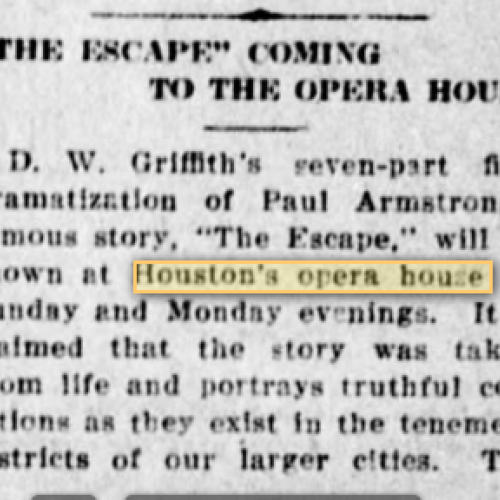 THE ESCAPE" COMING
TO THE OPERA HOU
D. W. Griffith's seven-part fi
ramatization of Paul Armstron
mous story, "The Escape," will
own at Houston's opera house
unday and Monday evenings. It
aimed that the story was tak
om life and portrays truthful c
tions as they exist in the teneme
stricts of our larger cities. T